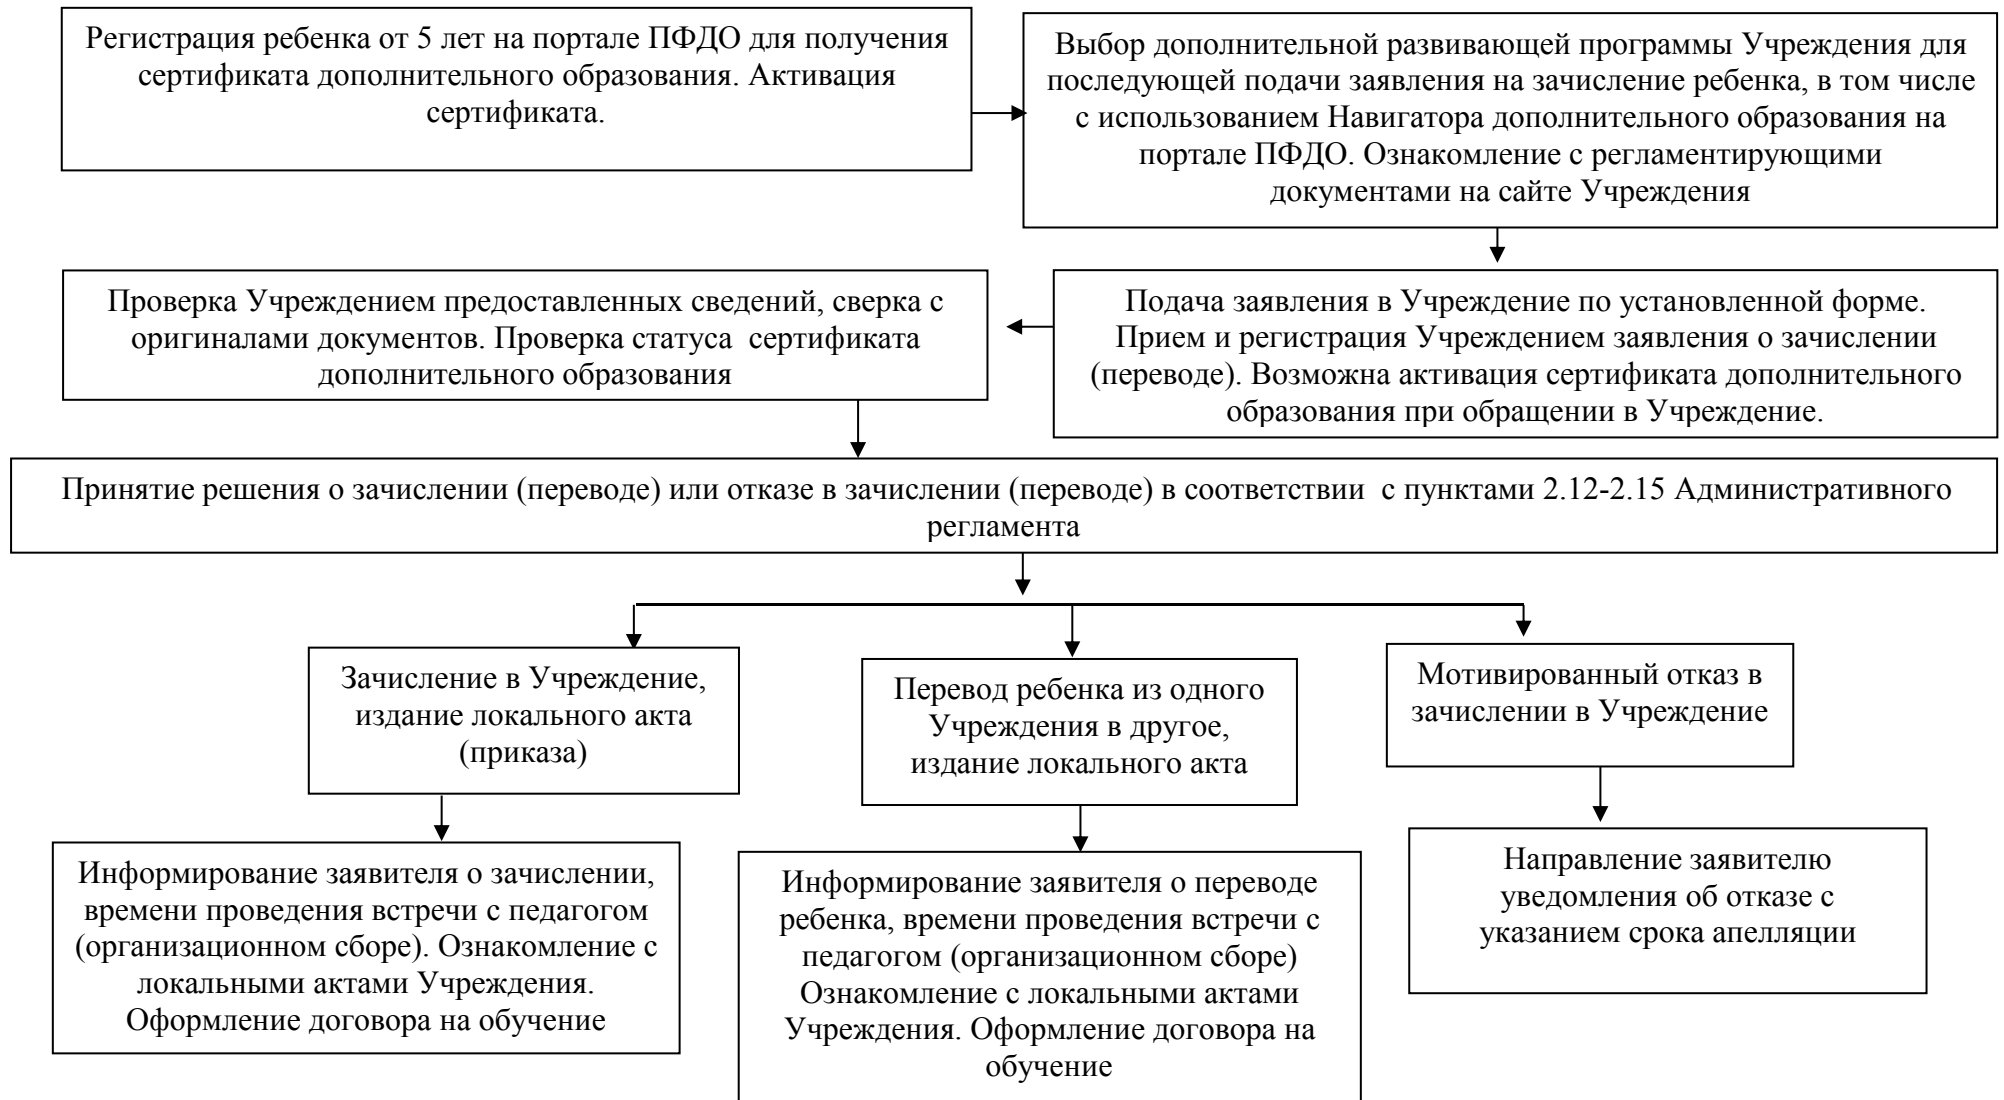 Регистрация ребенка от 5 лет на портале ПФДО для получения
сертификата дополнительного образования. Активация
сертификата.
Выбор дополнительной развивающей программы Учреждения для
последующей подачи заявления на зачисление ребенка, в том числе
с использованием Навигатора дополнительного образования на
портале ПФДО. Ознакомление с регламентирующими
документами на сайте Учреждения
Подача заявления в Учреждение по установленной форме.
Прием и регистрация Учреждением заявления о зачислении
(переводе). Возможна активация сертификата дополнительного
образования при обращении в Учреждение.
Проверка Учреждением предоставленных сведений, сверка с
оригиналами документов. Проверка статуса  сертификата
дополнительного образования
Принятие решения о зачислении (переводе) или отказе в зачислении (переводе) в соответствии  с пунктами 2.12-2.15 Административного
регламента
Зачисление в Учреждение,
издание локального акта
(приказа)
Перевод ребенка из одного
Учреждения в другое,
издание локального акта
Мотивированный отказ в
зачислении в Учреждение
Информирование заявителя о зачислении,
времени проведения встречи с педагогом
(организационном сборе). Ознакомление с
локальными актами Учреждения.
Оформление договора на обучение
Информирование заявителя о переводе
ребенка, времени проведения встречи с
педагогом (организационном сборе)
Ознакомление с локальными актами
Учреждения. Оформление договора на
обучение
Направление заявителю
уведомления об отказе с
указанием срока апелляции